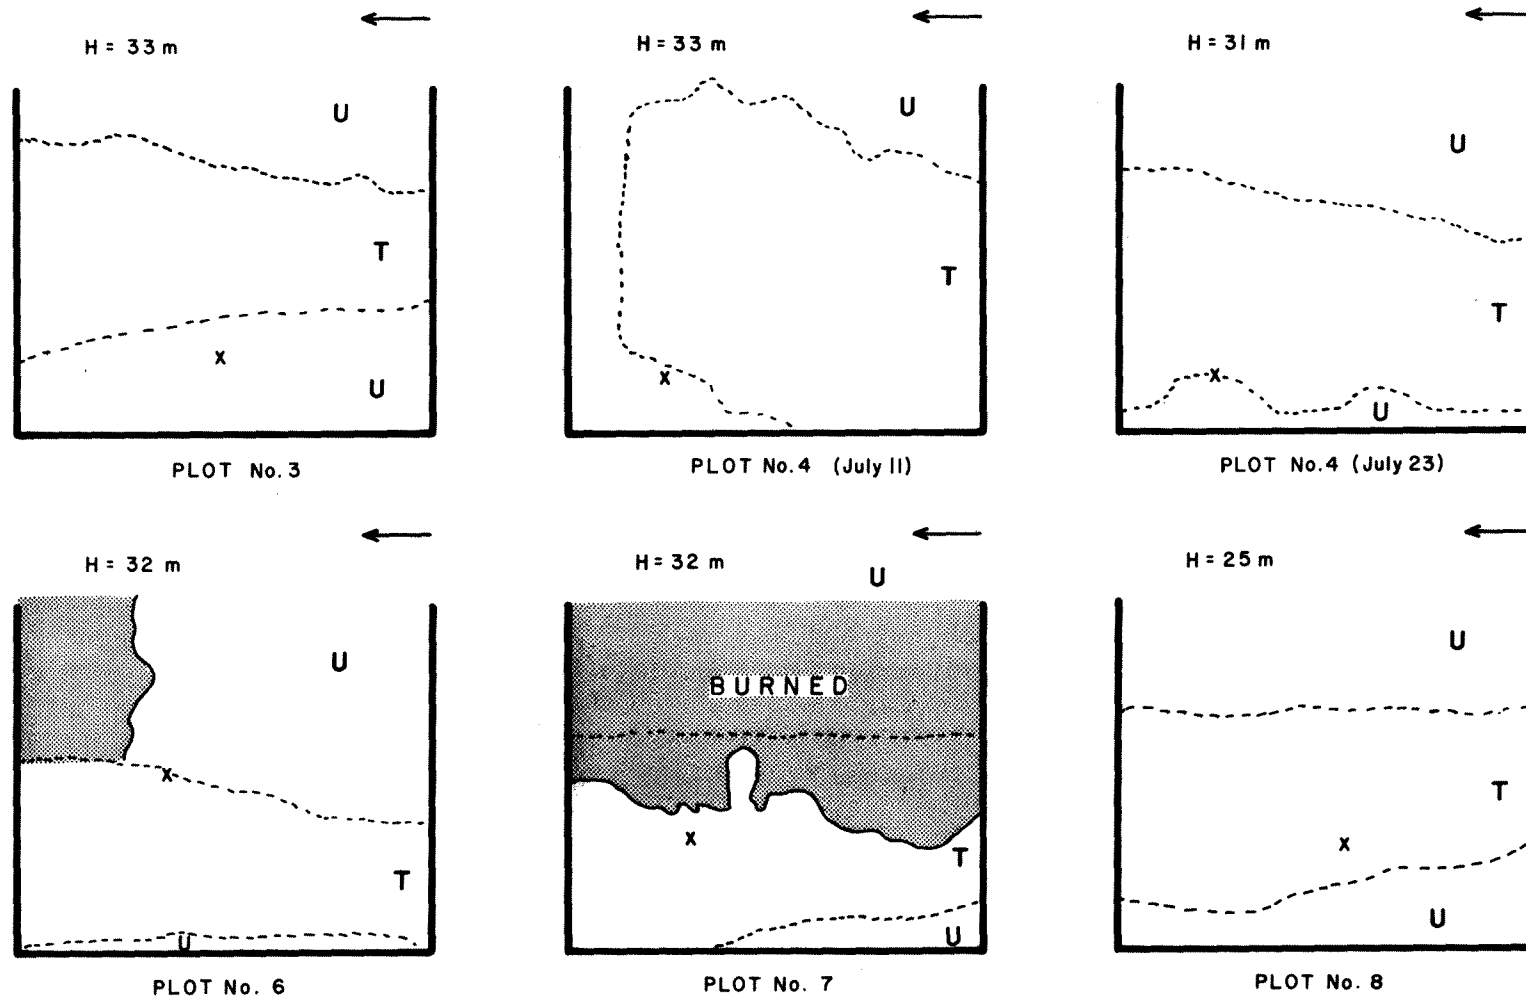 H = 33 m
U
T
X
U
PLOT No. 3
H = 33 m
U
T
X
PLOT No. 4 (July 11)
H = 31 m
U
T
X
U
PLOT No. 4 (July 23)
H = 32 m
U
X
T
U
PLOT No. 6
H = 32 m
U
BURNED
X
T
U
PLOT No. 7
H = 25 m
U
T
X
U
PLOT No. 8